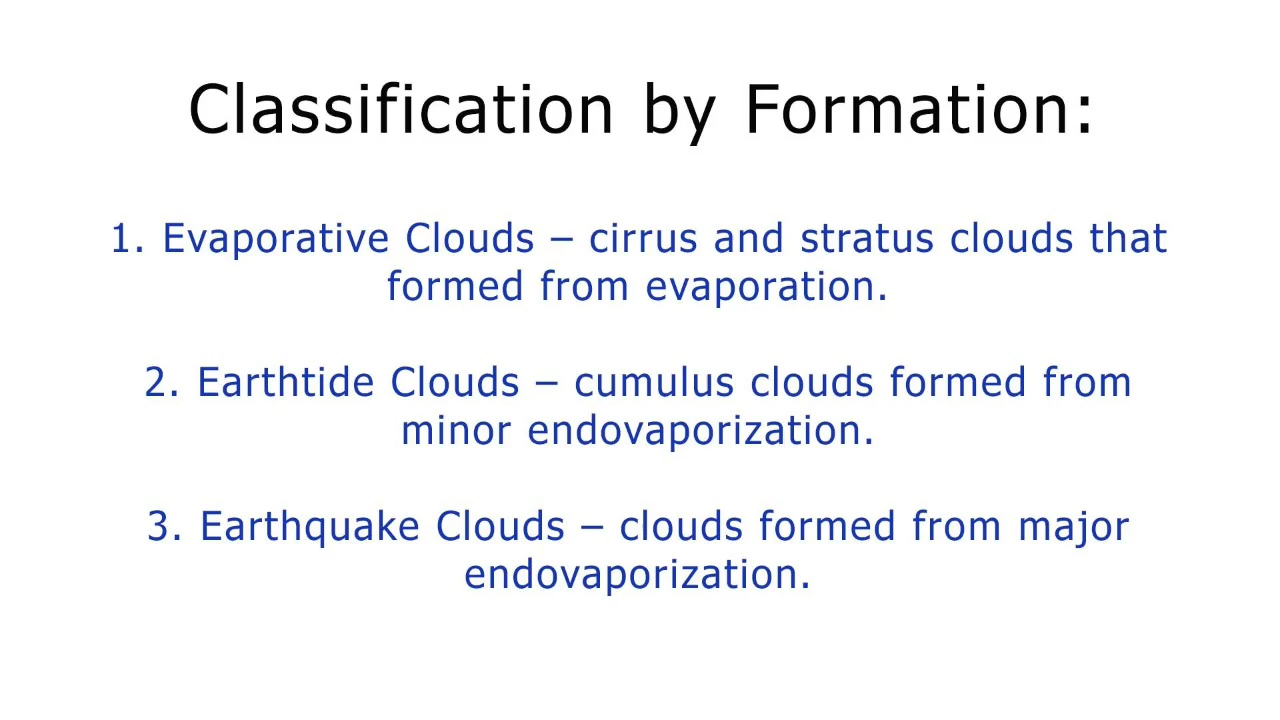 Classification by Formation:
1. Evaporative Clouds – cirrus and stratus clouds that
formed from evaporation.
2. Earthtide Clouds – cumulus clouds formed from
minor endovaporization.
3. Earthquake Clouds – clouds formed from major
endovaporization.